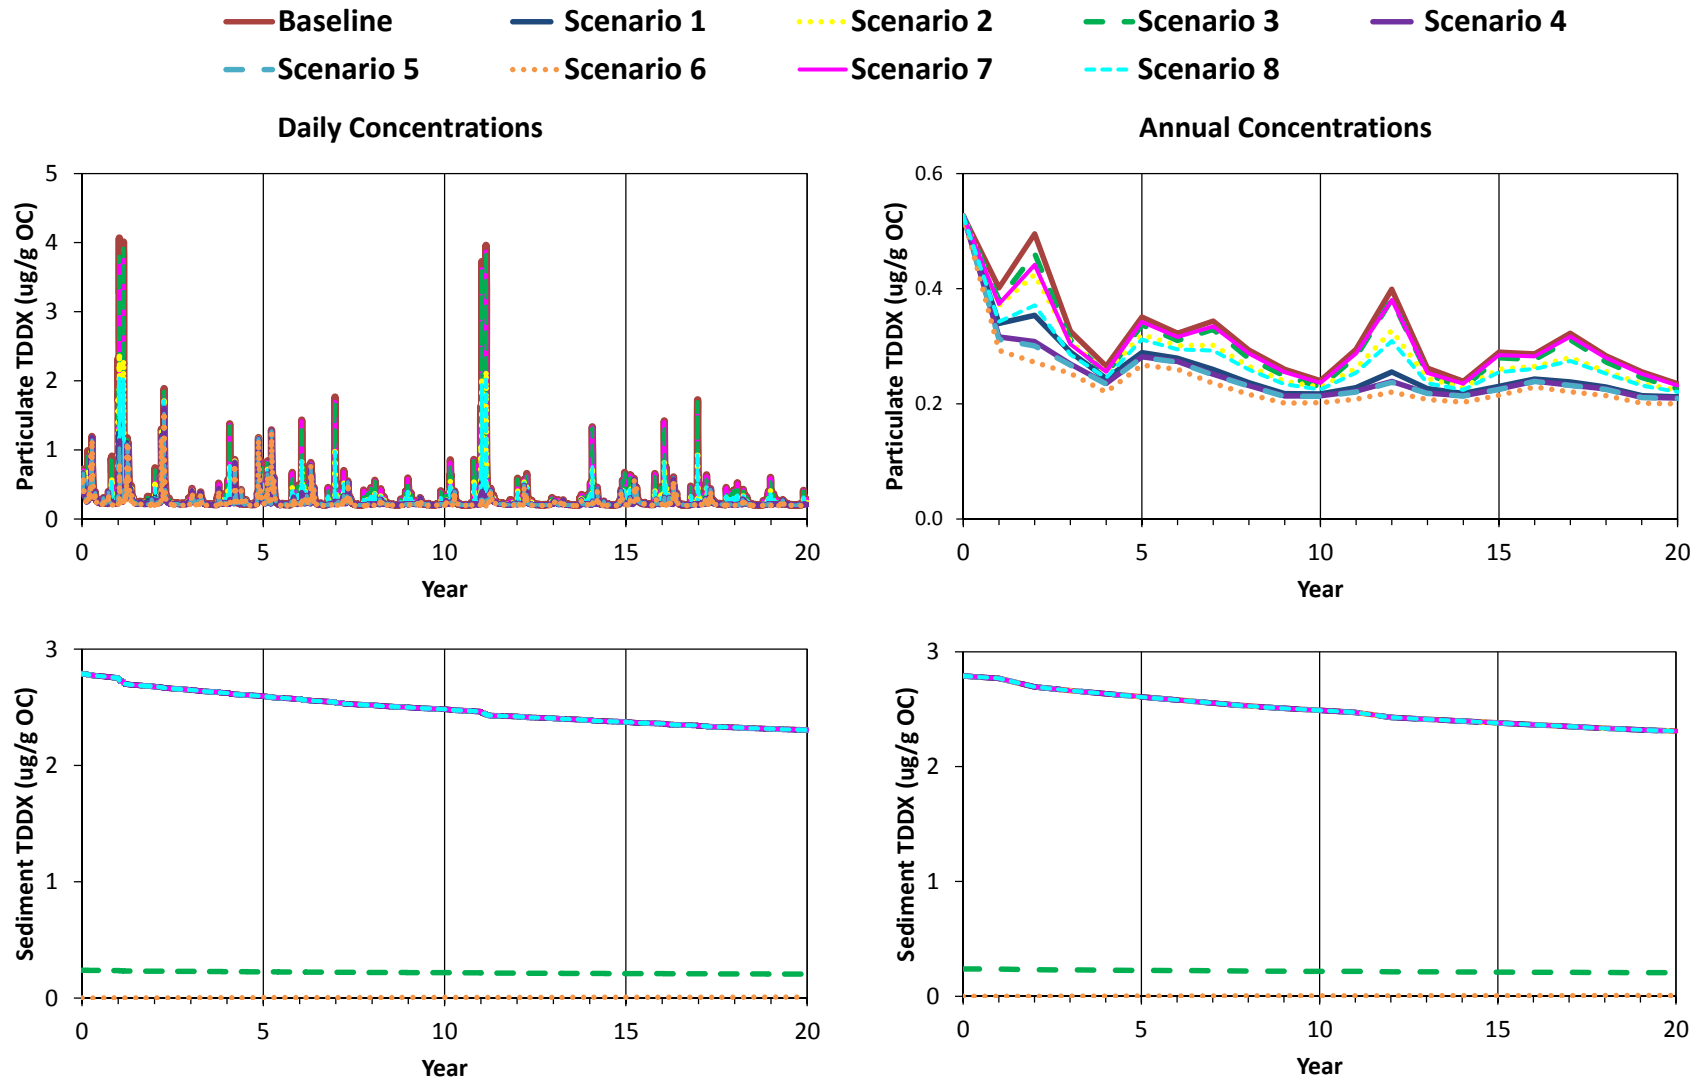 Baseline Scenario 1 Scenario 2 Scenario 3 Scenario 4
Scenario 5 Scenario 6 Scenario 7 Scenario 8
Daily Concentrations
Particulate TDDX (ug/g OC)
5
4
3
2
1
0
0 5 10 15 20
Year
Annual Concentrations
Particulate TDDX (ug/g OC)
0.6
0.4
0.2
0.0
0 5 10 15 20
Year
Sediment TDDX (ug/g OC)
3
2
1
0
0 5 10 15 20
Year
Sediment TDDX (ug/g OC)
3
2
1
0
0 5 10 15 20
Year